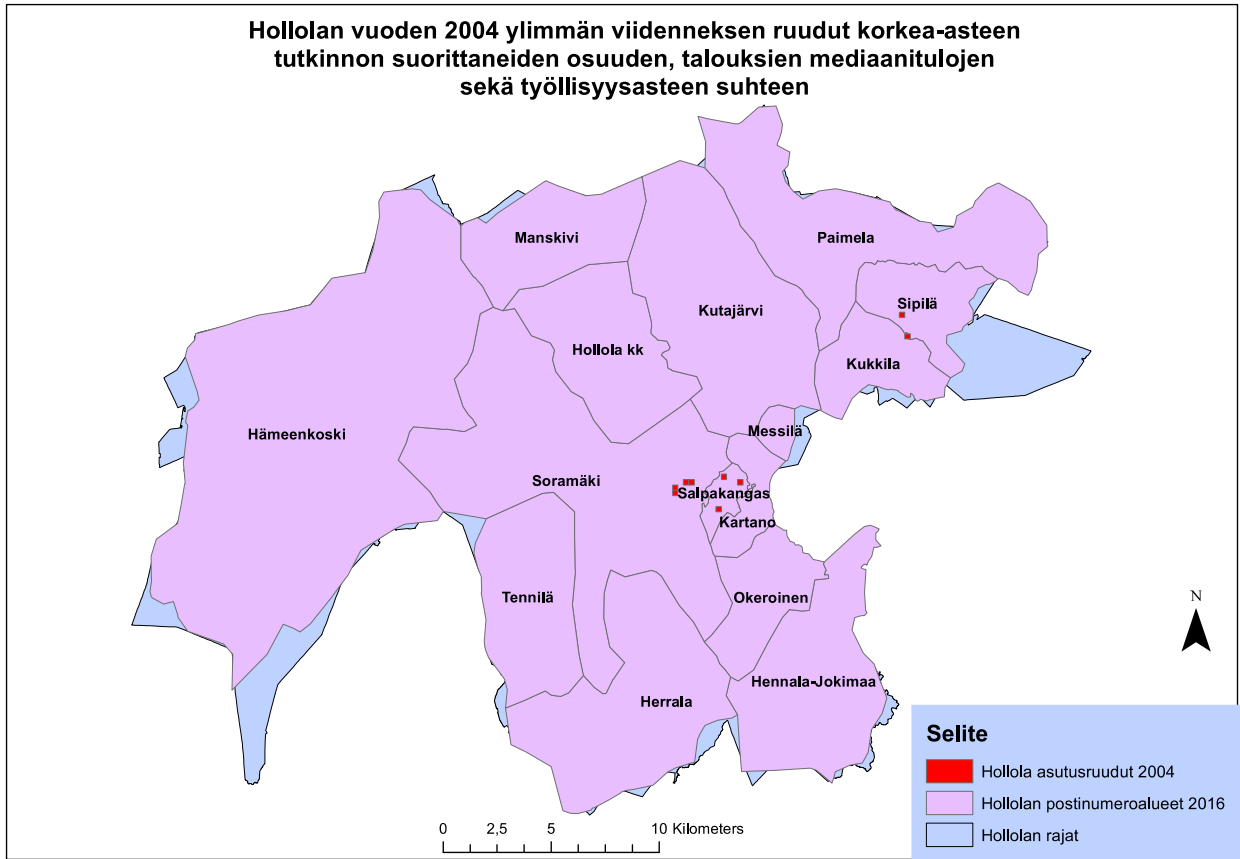 Hollolan vuoden 2004 ylimmän viidenneksen ruudut korkea-asteen
tutkinnon suorittaneiden osuuden, talouksien mediaanitulojen
sekä työllisyysasteen suhteen
Manskivi
Paimela
Sipilä
Kutajärvi
Hollola kk
Kukkila
Hämeenkoski
Messilä
Soramäki
Salpakangas
Kartano
Tennilä
Okeroinen
N
Hennala-Jokimaa
Herrala
Selite
Hollola asutusruudut 2004
Hollolan postinumeroalueet 2016
Hollolan rajat
0 2,5 5 10 Kilometers